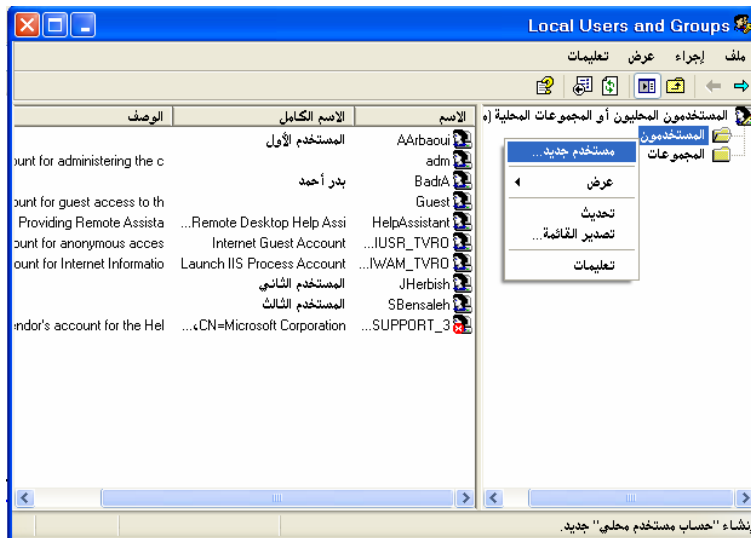 Local Users and Groups
ملف إجراء عرض تعليمات
المستخدمون المحليون أو المجموعات المحلية (م
المستخدمون
المجموعات
مستخدم جديد...
عرض
تحديث
تصدير القائمة...
تعليمات
الاسم الاسم الكامل الوصف
AArbaoui المستخدم الأول
adm ount for administering the c
BadrA بدر أحمد
Guest ount for guest access to th
HelpAssistant Remote Desktop Help Assi... Providing Remote Assista
IUSR_TVRO... Internet Guest Account ount for anonymous acces
IWAM_TVRO... Launch IIS Process Account ount for Internet Informatio
JHerbish المستخدم الثاني
SBensaleh المستخدم الثالث
SUPPORT_3... CN=Microsoft Corporation،... endor's account for the Hel
إنشاء "حساب مستخدم محلي" جديد.